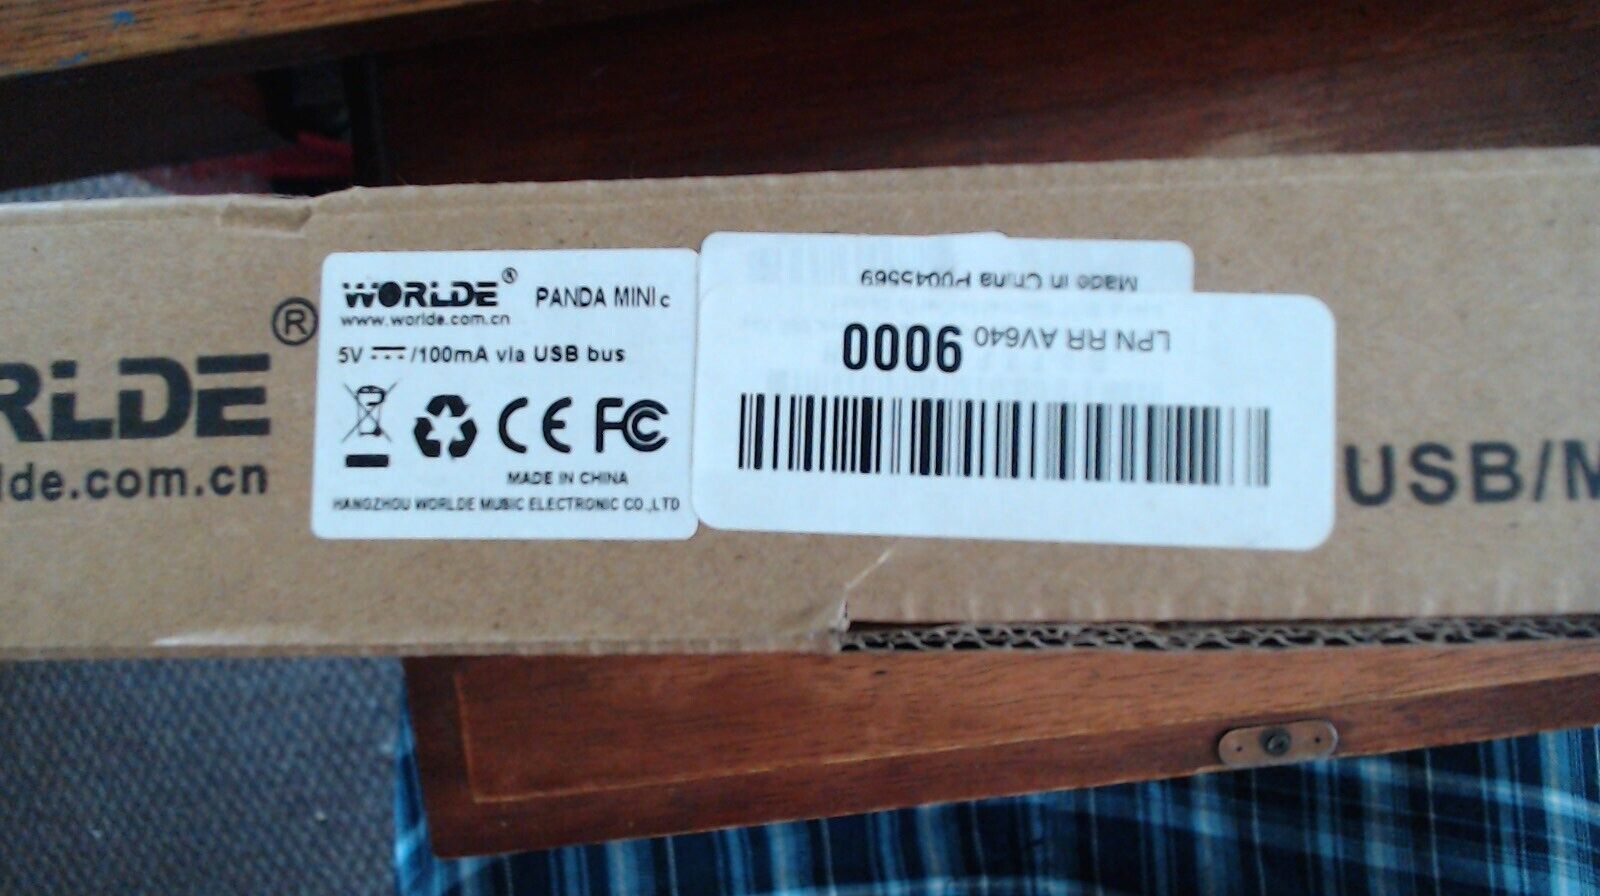 RLDE®
lde.com.cn
WORLDE® PANDA MINI c
www.worlde.com.cn
5V ⎓ /100mA via USB bus
CE FC
MADE IN CHINA
HANGZHOU WORLDE MUSIC ELECTRONIC CO.,LTD
Made in China P0045569
LPN RR AV640 9000
USB/M